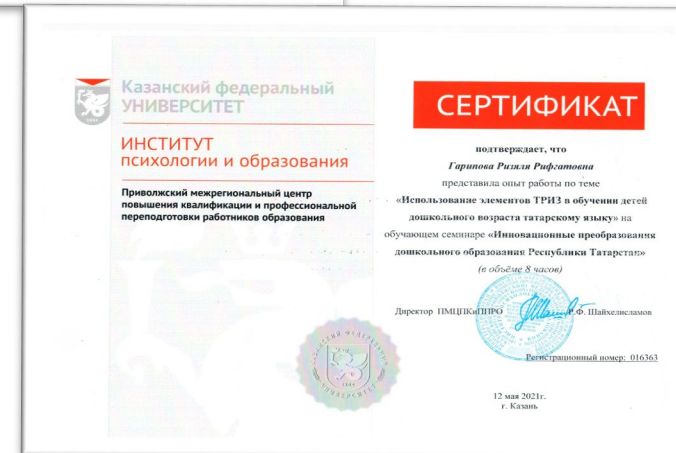 Казанский федеральный
УНИВЕРСИТЕТ
ИНСТИТУТ
психологии и образования
Приволжский межрегиональный центр
повышения квалификации и профессиональной
переподготовки работников образования
СЕРТИФИКАТ
подтверждает, что
Гарипова Ризяля Рифгатовна
представила опыт работы по теме
«Использование элементов ТРИЗ в обучении детей
дошкольного возраста татарскому языку» на
обучающем семинаре «Инновационные преобразования
дошкольного образования Республики Татарстан»
(в объёме 8 часов)
Директор ПМЦПКиППРО Р.Ф. Шайхелисламов
Регистрационный номер: 016363
12 мая 2021г.
г. Казань